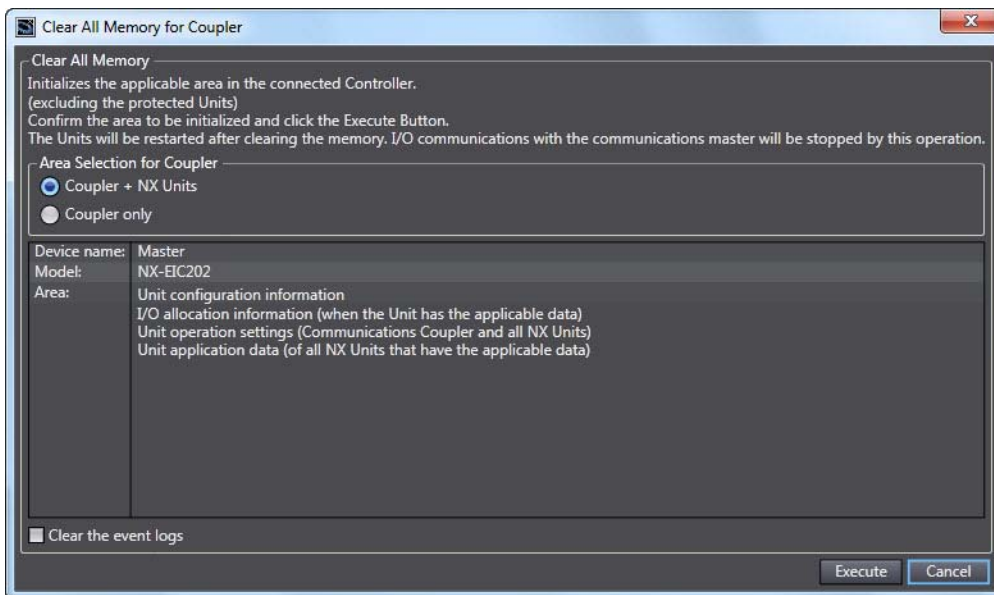 Clear All Memory for Coupler
Clear All Memory
Initializes the applicable area in the connected Controller.
(excluding the protected Units)
Confirm the area to be initialized and click the Execute Button.
The Units will be restarted after clearing the memory. I/O communications with the communications master will be stopped by this operation.
Area Selection for Coupler
Coupler + NX Units
Coupler only
Device name: Master
Model: NX-EIC202
Area: Unit configuration information
I/O allocation information (when the Unit has the applicable data)
Unit operation settings (Communications Coupler and all NX Units)
Unit application data (of all NX Units that have the applicable data)
Clear the event logs
Execute Cancel